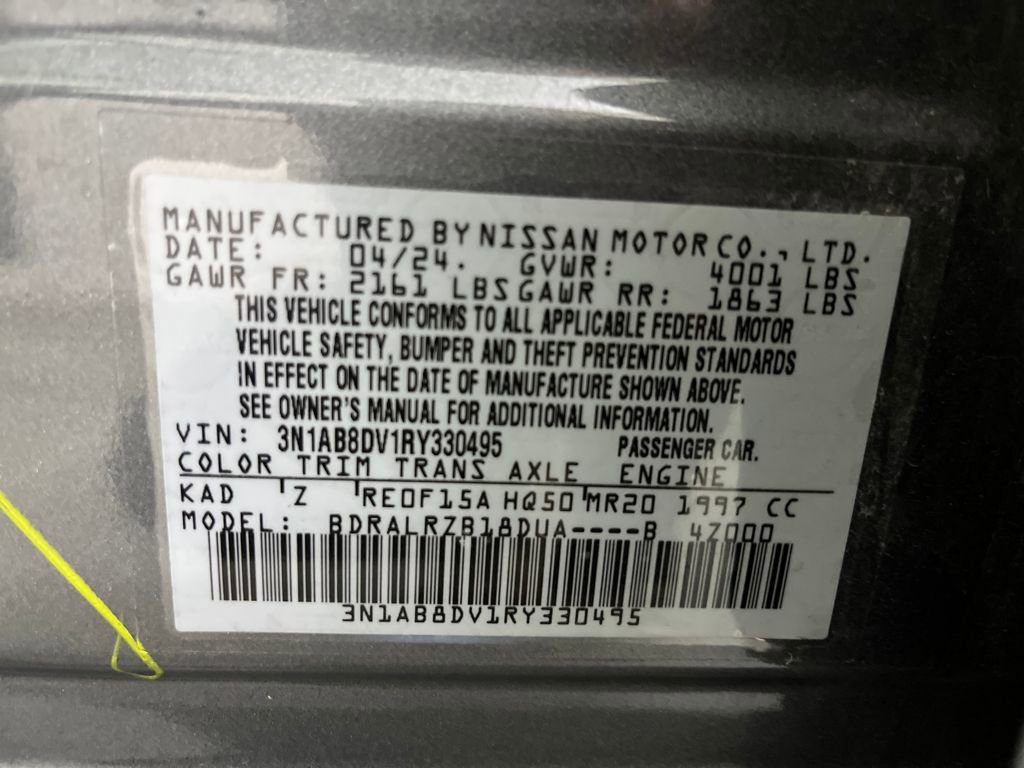 MANUFACTURED BY NISSAN MOTOR CO., LTD.
DATE: 04/24. GVWR: 4001 LBS
GAWR FR: 2161 LBS GAWR RR: 1863 LBS
THIS VEHICLE CONFORMS TO ALL APPLICABLE FEDERAL MOTOR
VEHICLE SAFETY, BUMPER AND THEFT PREVENTION STANDARDS
IN EFFECT ON THE DATE OF MANUFACTURE SHOWN ABOVE.
SEE OWNER'S MANUAL FOR ADDITIONAL INFORMATION.
VIN: 3N1AB8DV1RY330495 PASSENGER CAR.
COLOR TRIM TRANS AXLE ENGINE
KAD Z RE0F15A HQ50 MR20 1997 CC
MODEL: BDRALRZB18DUA----B 4Z000
3N1AB8DV1RY330495